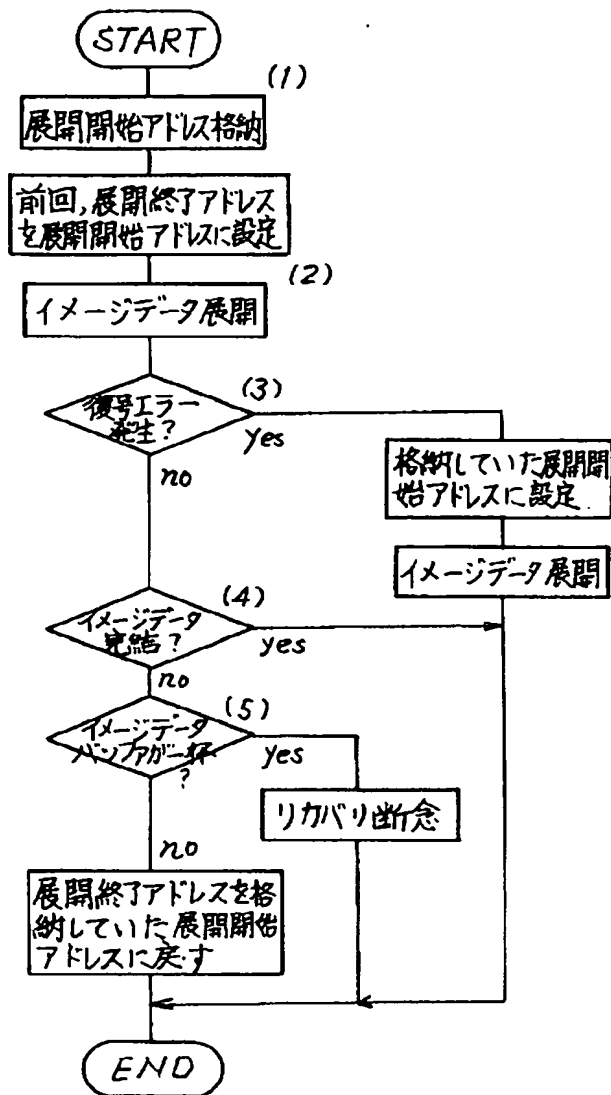 START
(1)
展開開始アドレス格納
前回,展開終了アドレス
を展開開始アドレスに設定
(2)
イメージデータ展開
(3)
復号エラー
発生?
yes
no
格納していた展開開
始アドレスに設定
イメージデータ展開
(4)
イメージデータ
完結?
yes
no
(5)
イメージデータ
バッファが一杯
?
yes
no
リカバリ断念
展開終了アドレスを格
納していた展開開始
アドレスに戻す
END